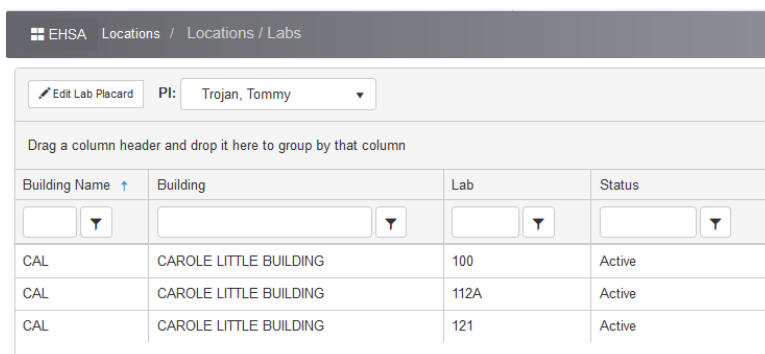 EHSA Locations / Locations / Labs
Edit Lab Placard PI: Trojan, Tommy
Drag a column header and drop it here to group by that column
Building Name ↑ Building Lab Status
CAL CAROLE LITTLE BUILDING 100 Active
CAL CAROLE LITTLE BUILDING 112A Active
CAL CAROLE LITTLE BUILDING 121 Active